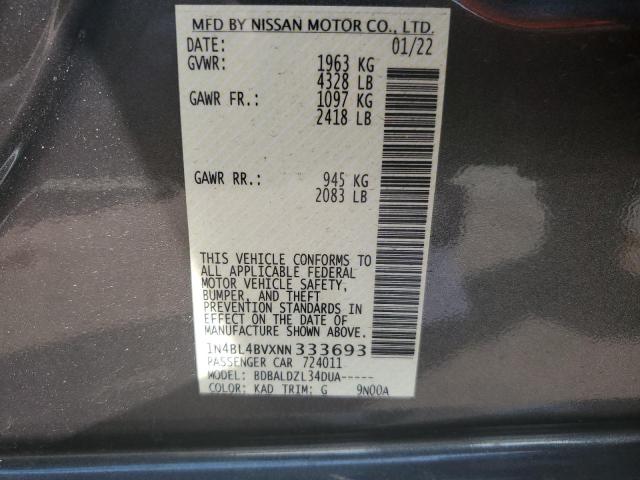 MFD BY NISSAN MOTOR CO., LTD.
DATE: 01/22
GVWR: 1963 KG
4328 LB
GAWR FR.: 1097 KG
2418 LB
GAWR RR.: 945 KG
2083 LB
THIS VEHICLE CONFORMS TO
ALL APPLICABLE FEDERAL
MOTOR VEHICLE SAFETY,
BUMPER, AND THEFT
PREVENTION STANDARDS IN
EFFECT ON THE DATE OF
MANUFACTURE SHOWN ABOVE.
1N4BL4BVXNN333693
PASSENGER CAR 724011
MODEL: BDBALDZL34DUA-----
COLOR: KAD TRIM: G 9N00A